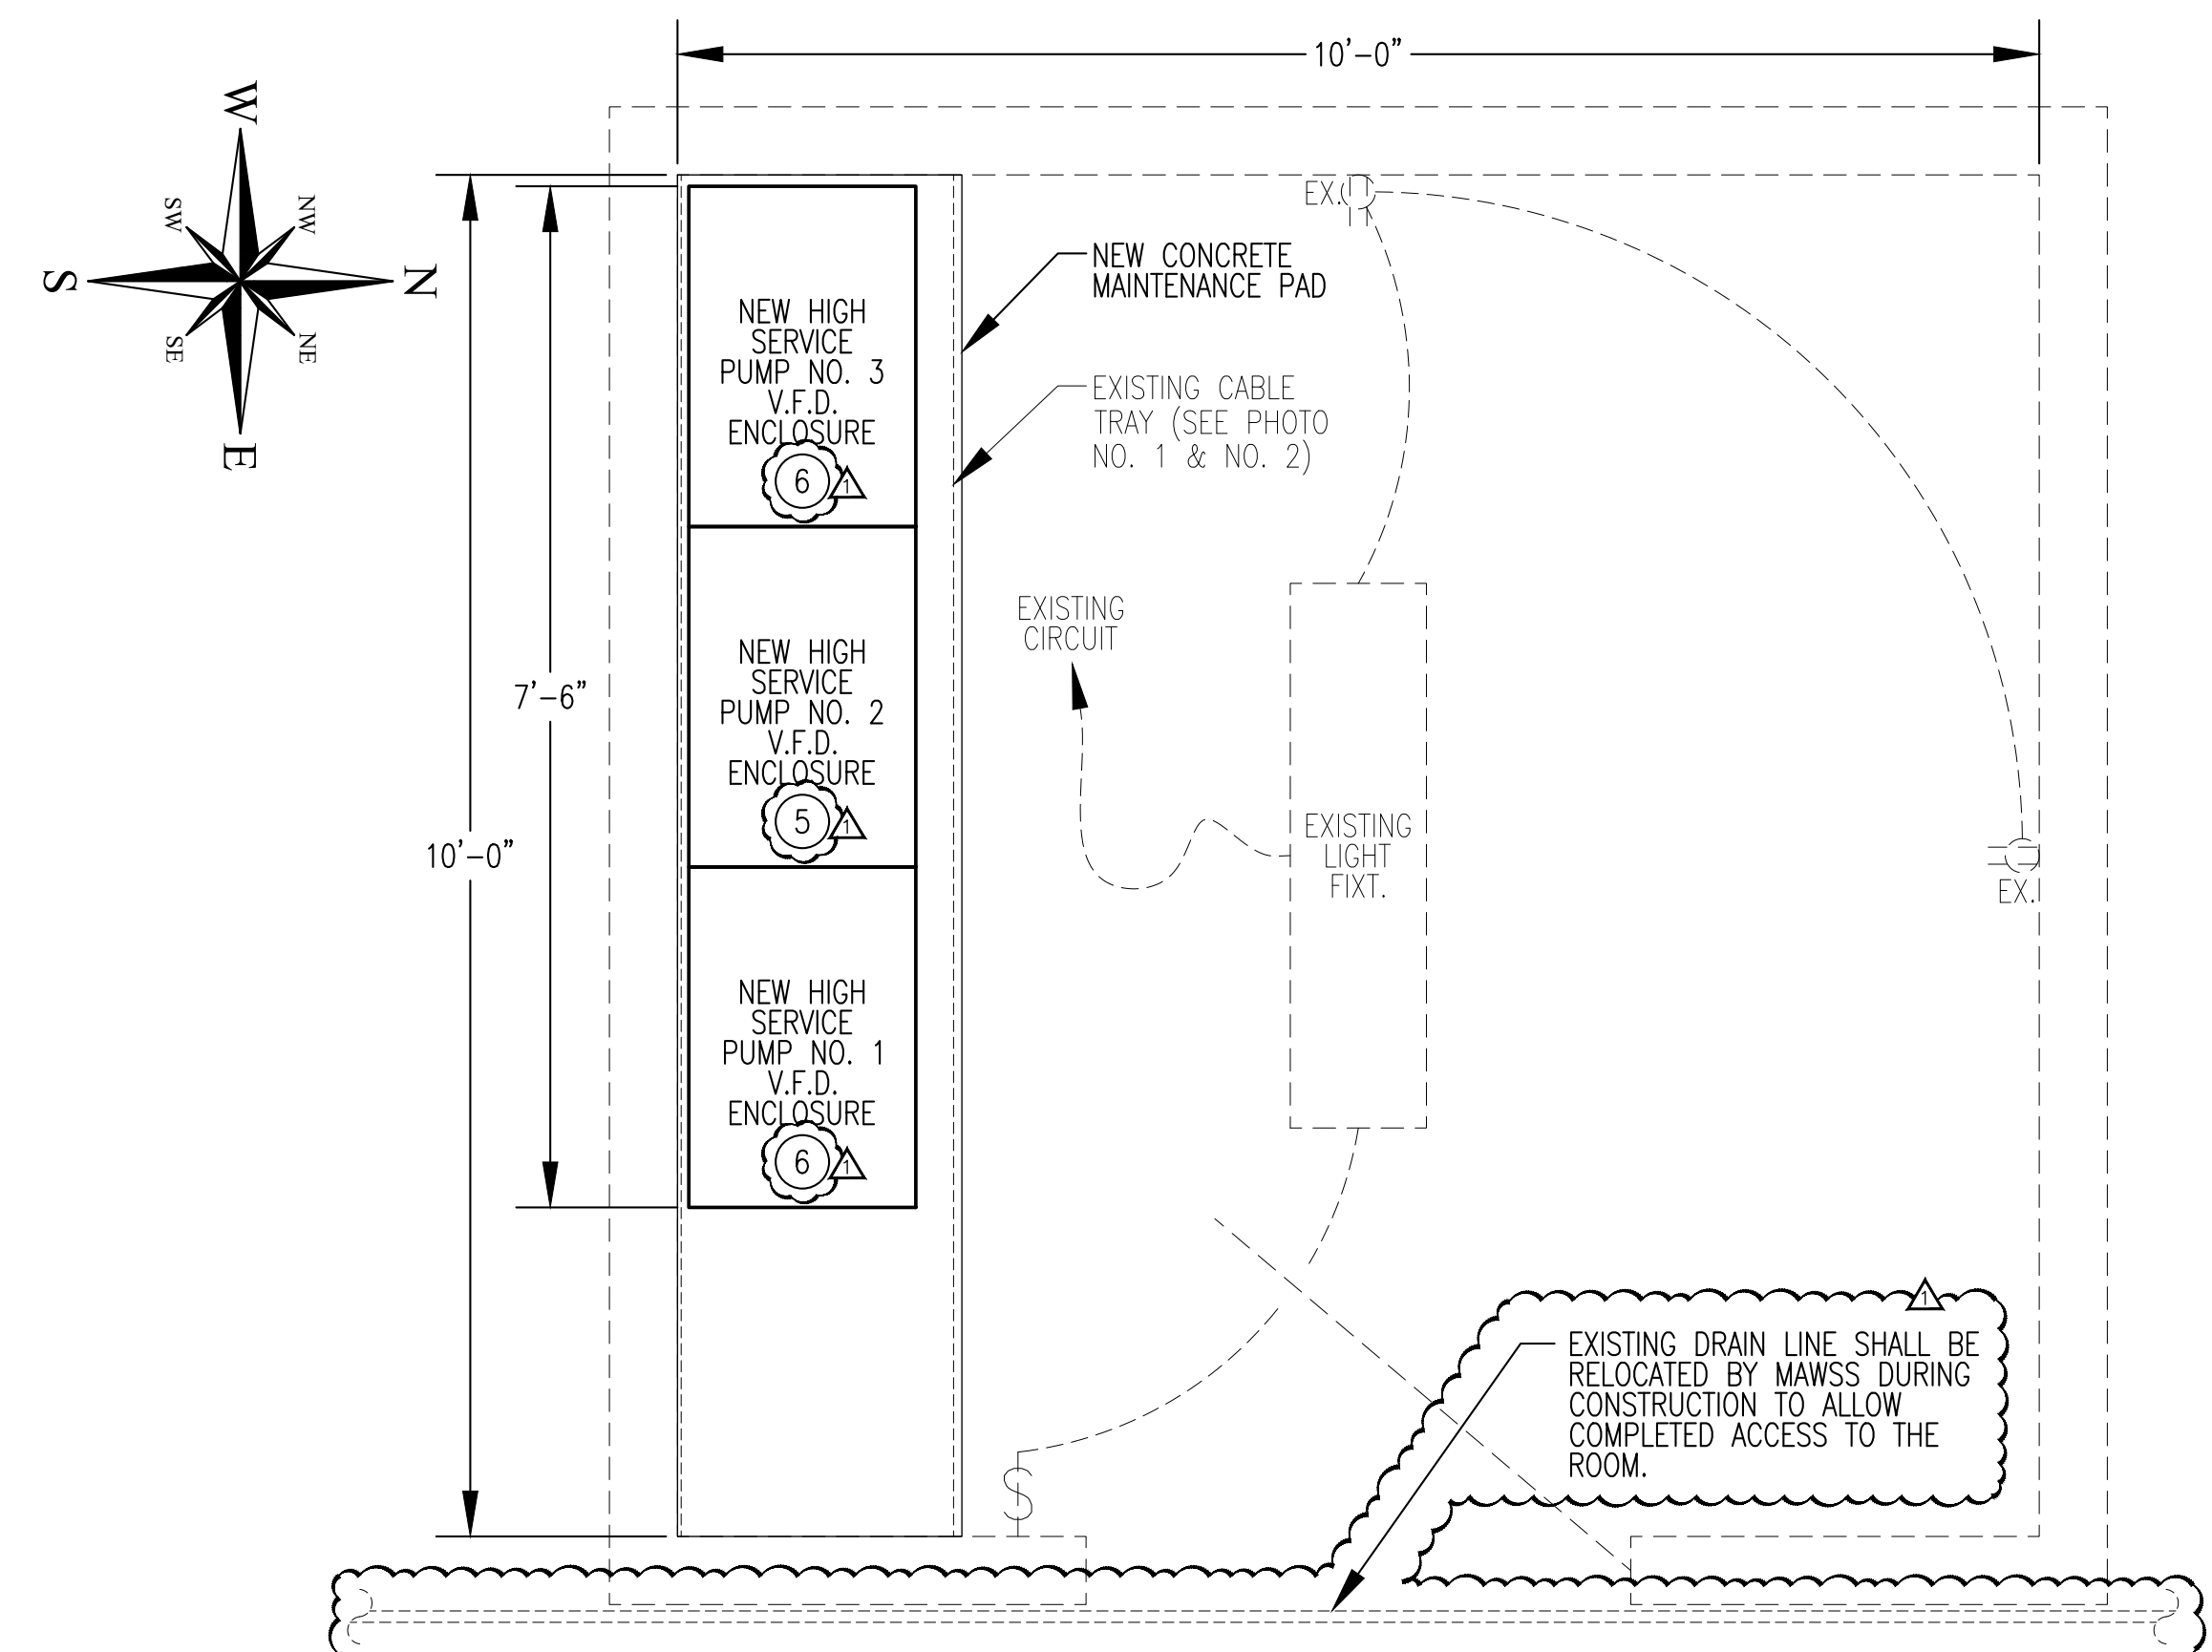 10'-0"
W
NW
SW
N
S
NE
SE
E
EX.
NEW CONCRETE
MAINTENANCE PAD
NEW HIGH
SERVICE
PUMP NO. 3
V.F.D.
ENCLOSURE
6
1
EXISTING CABLE
TRAY (SEE PHOTO
NO. 1 & NO. 2)
EXISTING
CIRCUIT
NEW HIGH
SERVICE
PUMP NO. 2
V.F.D.
ENCLOSURE
5
1
7'-6"
10'-0"
EXISTING
LIGHT
FIXT.
EX.
NEW HIGH
SERVICE
PUMP NO. 1
V.F.D.
ENCLOSURE
6
1
1
EXISTING DRAIN LINE SHALL BE
RELOCATED BY MAWSS DURING
CONSTRUCTION TO ALLOW
COMPLETED ACCESS TO THE
ROOM.
S